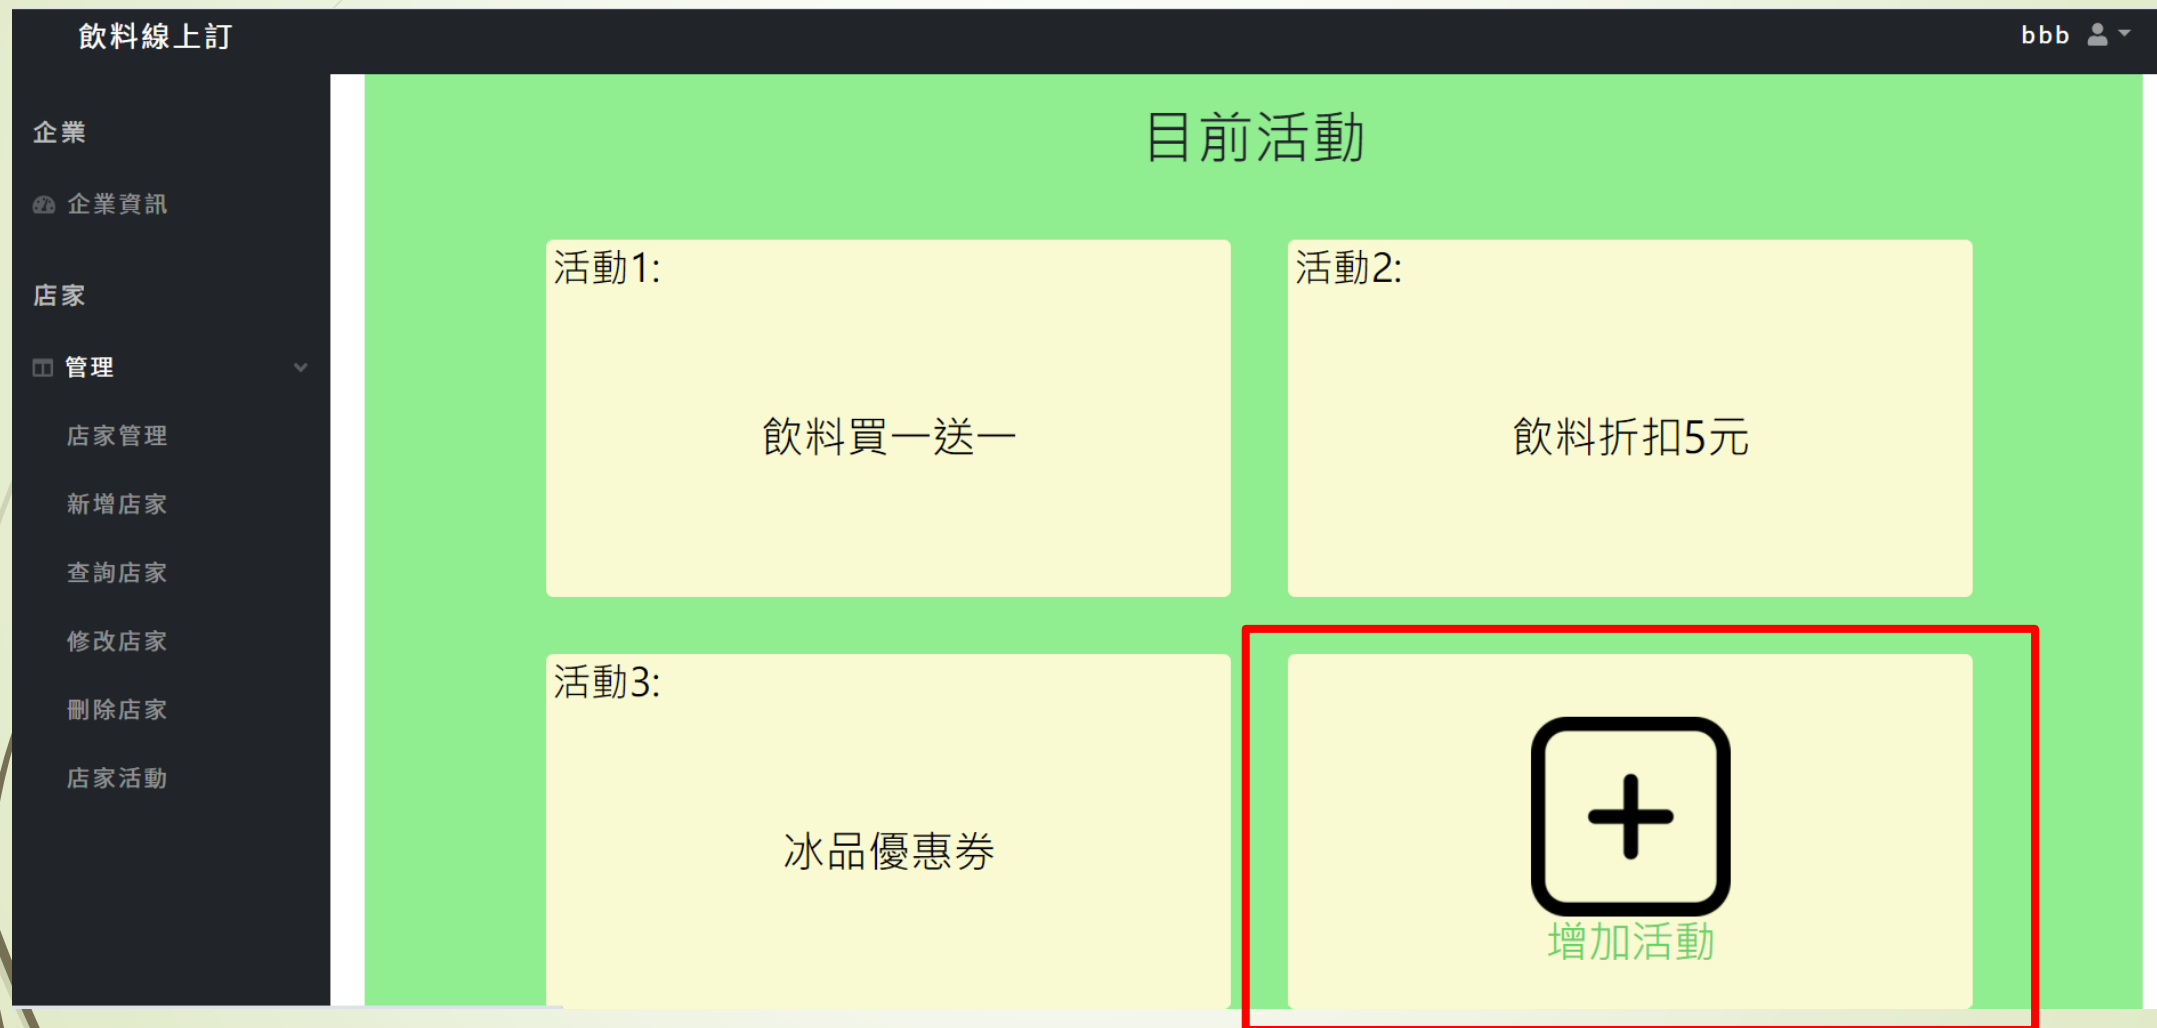 飲料線上訂
bbb
企業
企業資訊
店家
管理
店家管理
新增店家
查詢店家
修改店家
刪除店家
店家活動
目前活動
活動1:
飲料買一送一
活動2:
飲料折扣5元
活動3:
冰品優惠券
增加活動